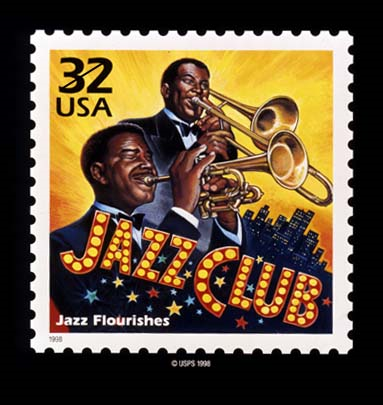 32
USA
JAZZ CLUB
Jazz Flourishes
1998
© USPS 1998